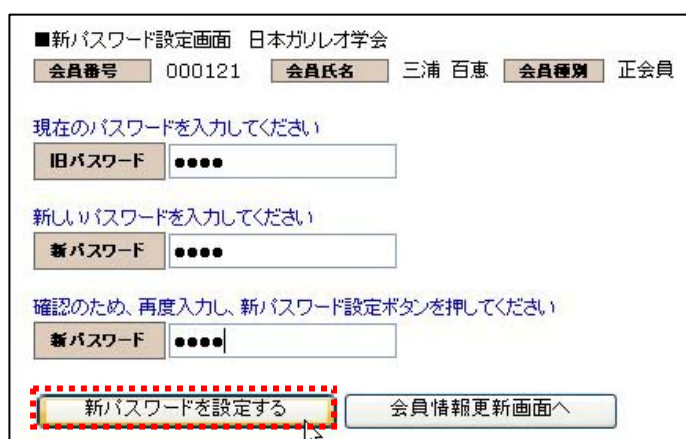 ■新パスワード設定画面 日本ガリレオ学会
会員番号 000121 会員氏名 三浦 百恵 会員種別 正会員
現在のパスワードを入力してください
旧パスワード ●●●●
新しいパスワードを入力してください
新パスワード ●●●●
確認のため、再度入力し、新パスワード設定ボタンを押してください
新パスワード ●●●●
新パスワードを設定する 会員情報更新画面へ